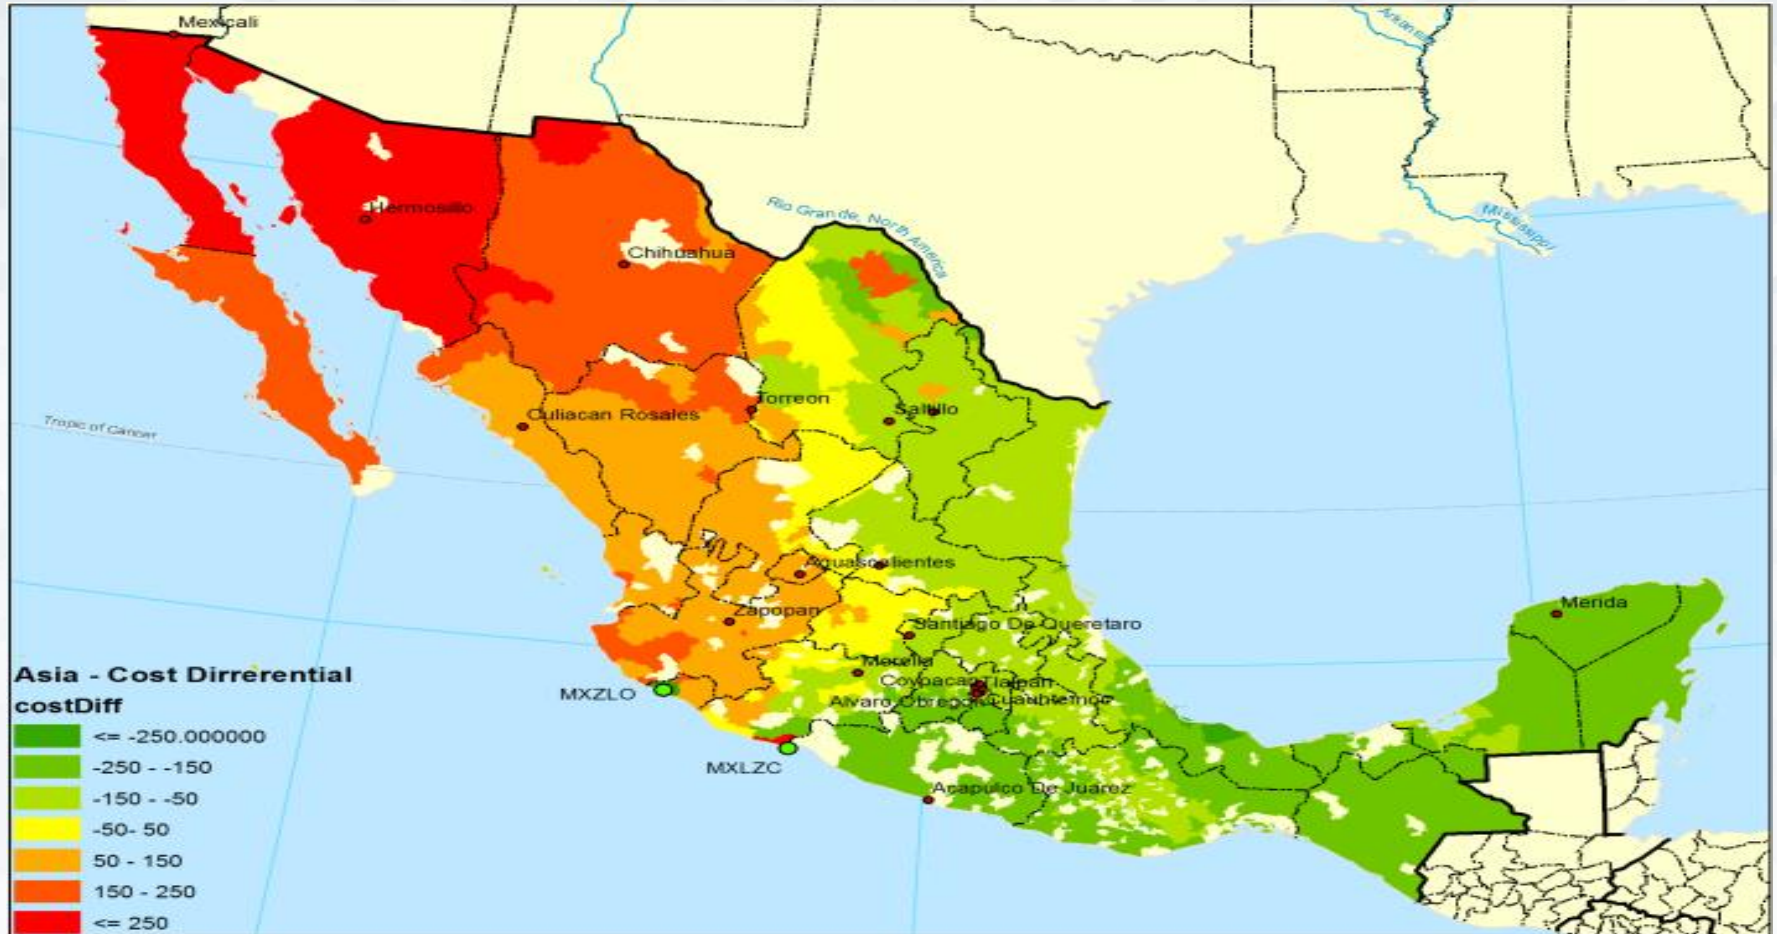 Mexicali
Arkansas
Hermosillo
Rio Grande, North America
Mississippi
Chihuahua
Torreon
Culiacan Rosales
Saltillo
Tropic of Cancer
Aguascalientes
Zapopan
Merida
Santiago De Queretaro
Morelia
Coyoacan
Tlalpan
Alvaro Obregon
Cuauhtemoc
MXZLO
MXLZC
Acapulco De Juarez
Asia - Cost Dirrerential
costDiff
<= -250.000000
-250 - -150
-150 - -50
-50- 50
50 - 150
150 - 250
<= 250